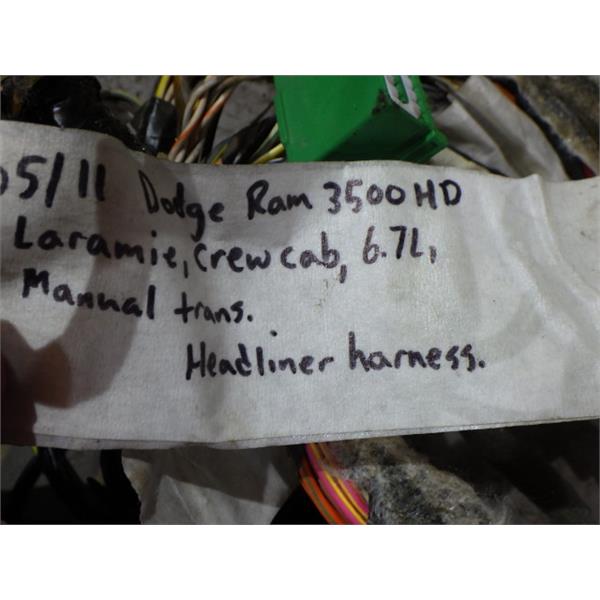 05/11 Dodge Ram 3500 HD
Laramie, crew cab, 6.7L,
Manual trans.
Headliner harness.